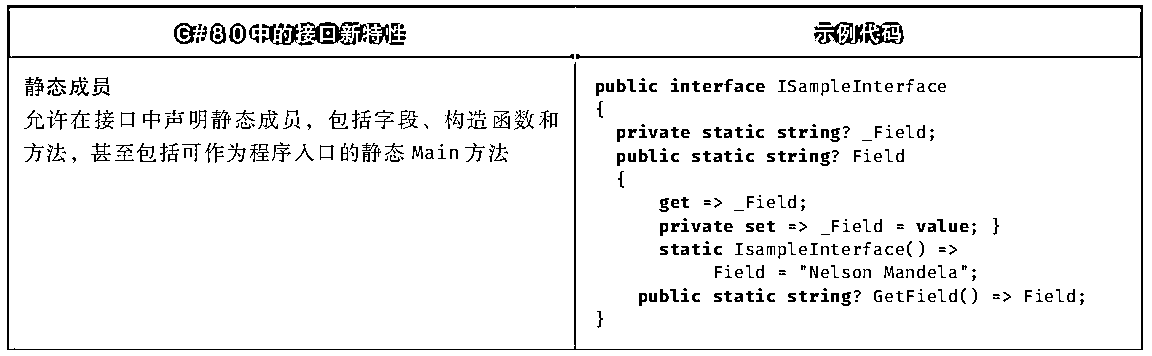 C#8.0中的接口新特性
示例代码
静态成员
允许在接口中声明静态成员，包括字段、构造函数和
方法，甚至包括可作为程序入口的静态 Main 方法
public interface ISampleInterface
{
private static string? _Field;
public static string? Field
{
get => _Field;
private set => _Field = value; }
static IsampleInterface() =>
Field = "Nelson Mandela";
public static string? GetField() => Field;
}